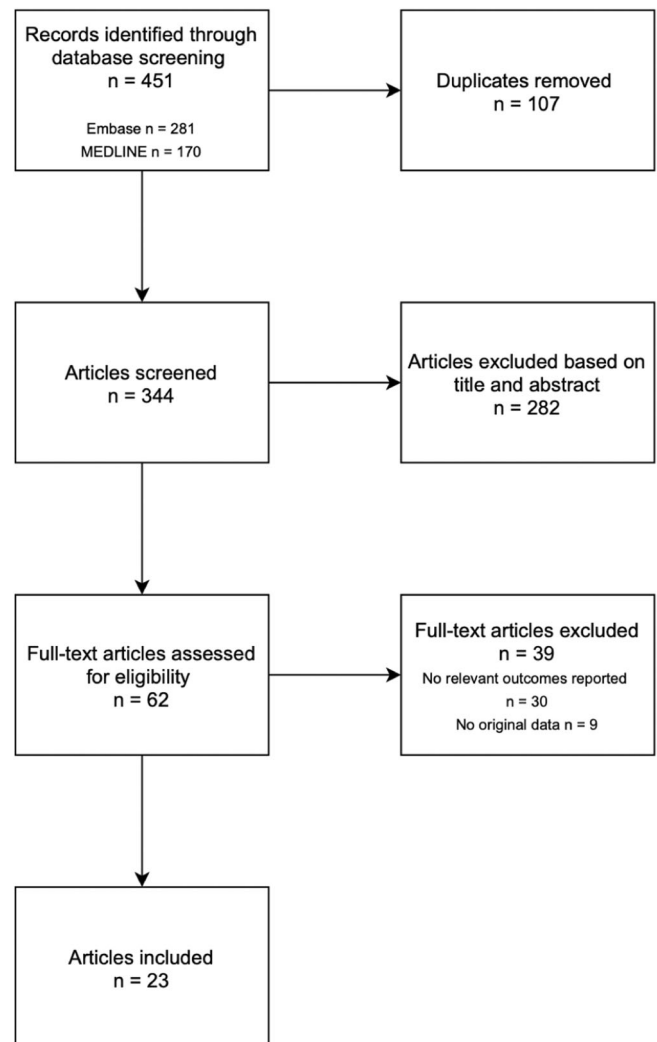 Records identified through
database screening
n = 451
Embase n = 281
MEDLINE n = 170
Duplicates removed
n = 107
Articles screened
n = 344
Articles excluded based on
title and abstract
n = 282
Full-text articles assessed
for eligibility
n = 62
Full-text articles excluded
n = 39
No relevant outcomes reported
n = 30
No original data n = 9
Articles included
n = 23